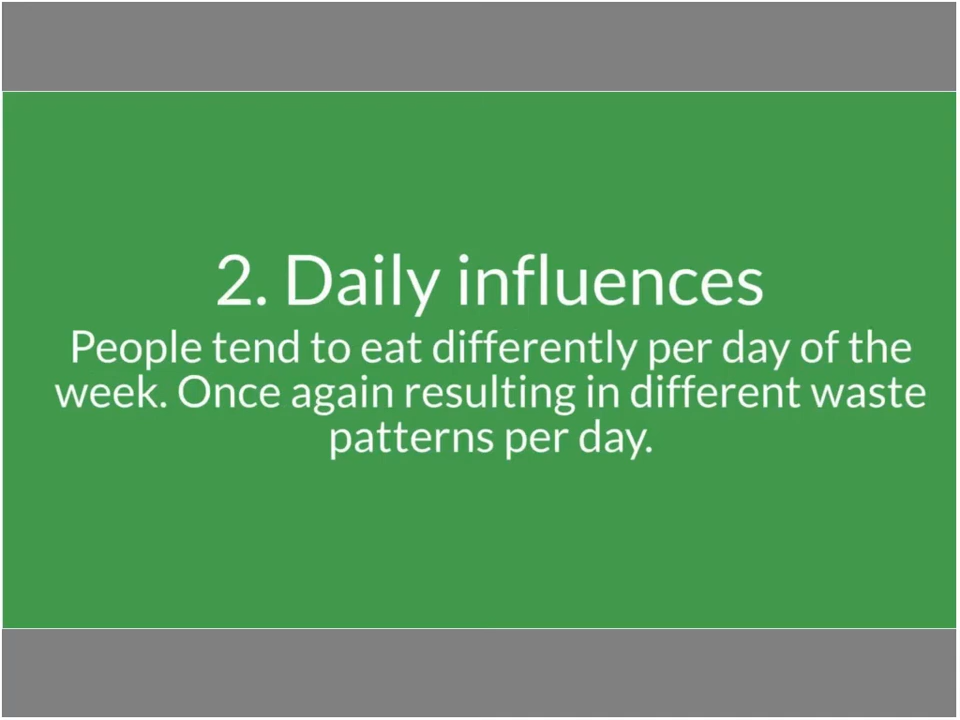 2. Daily influences
People tend to eat differently per day of the
week. Once again resulting in different waste
patterns per day.